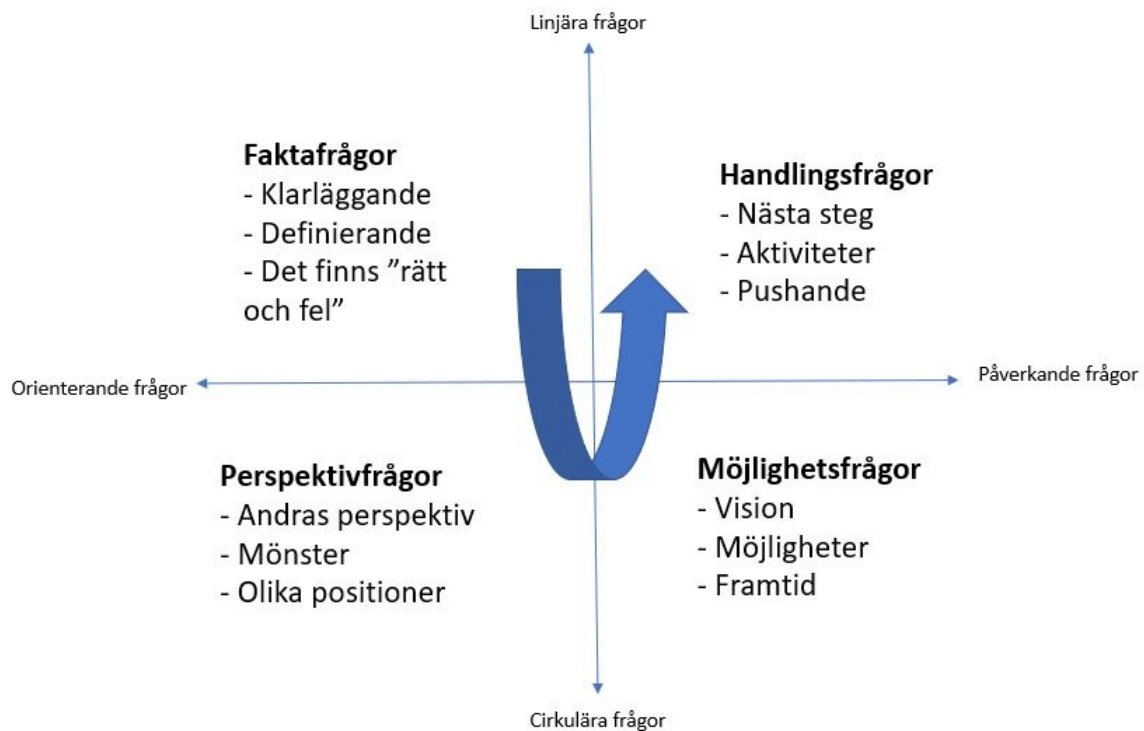 Linjära frågor
Faktafrågor
- Klarläggande
- Definierande
- Det finns ”rätt
och fel”
Handlingsfrågor
- Nästa steg
- Aktiviteter
- Pushande
Orienterande frågor
Påverkande frågor
Perspektivfrågor
- Andras perspektiv
- Mönster
- Olika positioner
Möjlighetsfrågor
- Vision
- Möjligheter
- Framtid
Cirkulära frågor